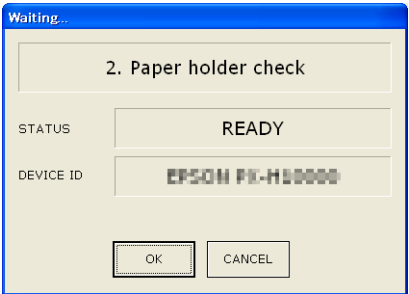 Waiting...
2. Paper holder check
STATUS READY
DEVICE ID
OK CANCEL